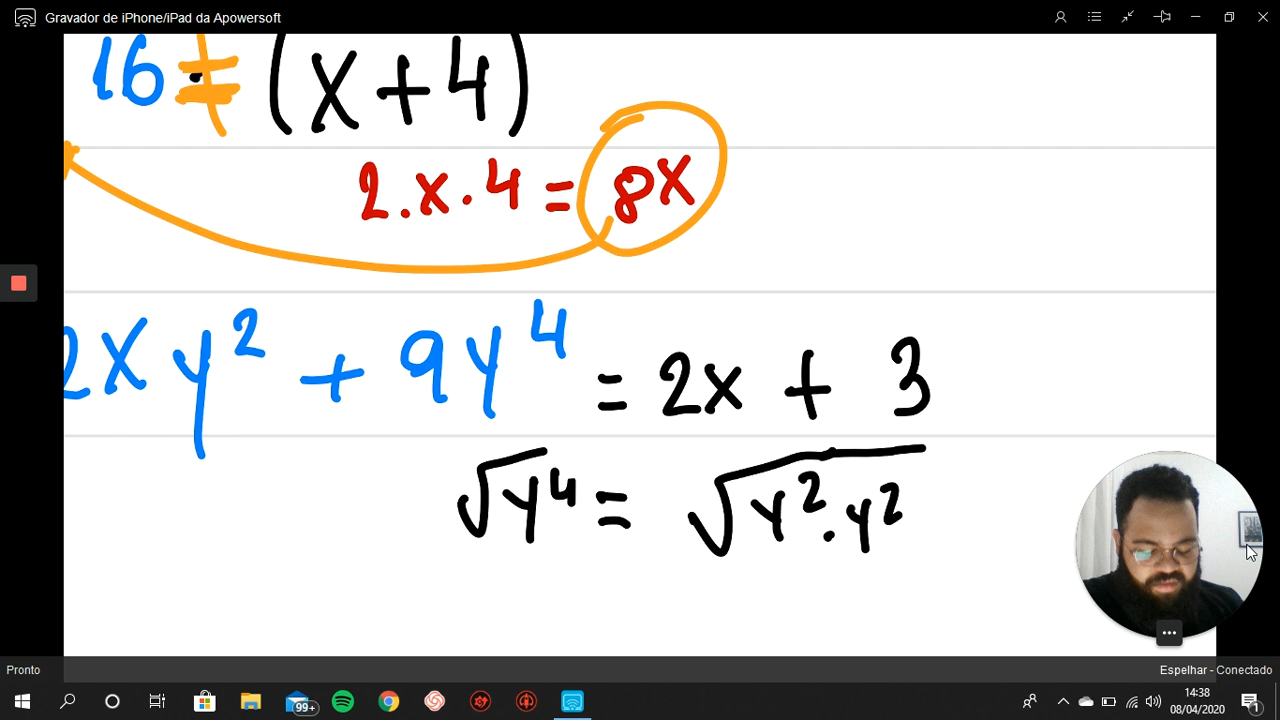 Gravador de iPhone/iPad da Apowersoft
16 ≠ (x+4)
2.x.4 = 8x
2xy² + 9y⁴ = 2x + 3
√y⁴ = √y².y²
Pronto
Espelhar - Conectado
99+
14:38
08/04/2020
1